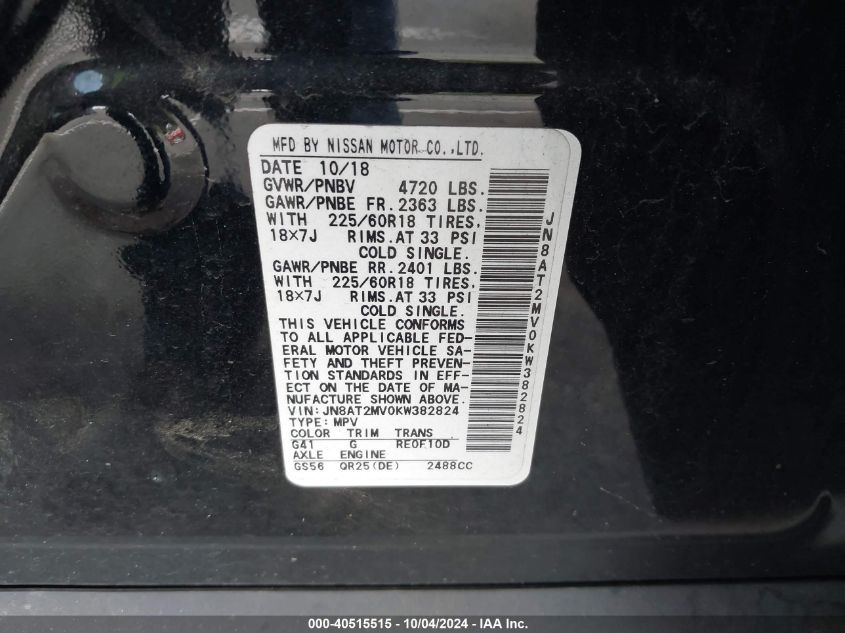 MFD BY NISSAN MOTOR CO.,LTD.
DATE 10/18
GVWR/PNBV 4720 LBS.
GAWR/PNBE FR. 2363 LBS.
WITH 225/60R18 TIRES.
18×7J RIMS.AT 33 PSI
COLD SINGLE.
GAWR/PNBE RR. 2401 LBS.
WITH 225/60R18 TIRES.
18×7J RIMS.AT 33 PSI
COLD SINGLE.
THIS VEHICLE CONFORMS
TO ALL APPLICABLE FED-
ERAL MOTOR VEHICLE SA-
FETY AND THEFT PREVEN-
TION STANDARDS IN EFF-
ECT ON THE DATE OF MA-
NUFACTURE SHOWN ABOVE.
VIN:JN8AT2MV0KW382824
TYPE:MPV
COLOR TRIM TRANS
G41 G RE0F10D
AXLE ENGINE
GS56 QR25(DE) 2488CC
JN8AT2MV0KW382824
000-40515515 - 10/04/2024 - IAA Inc.